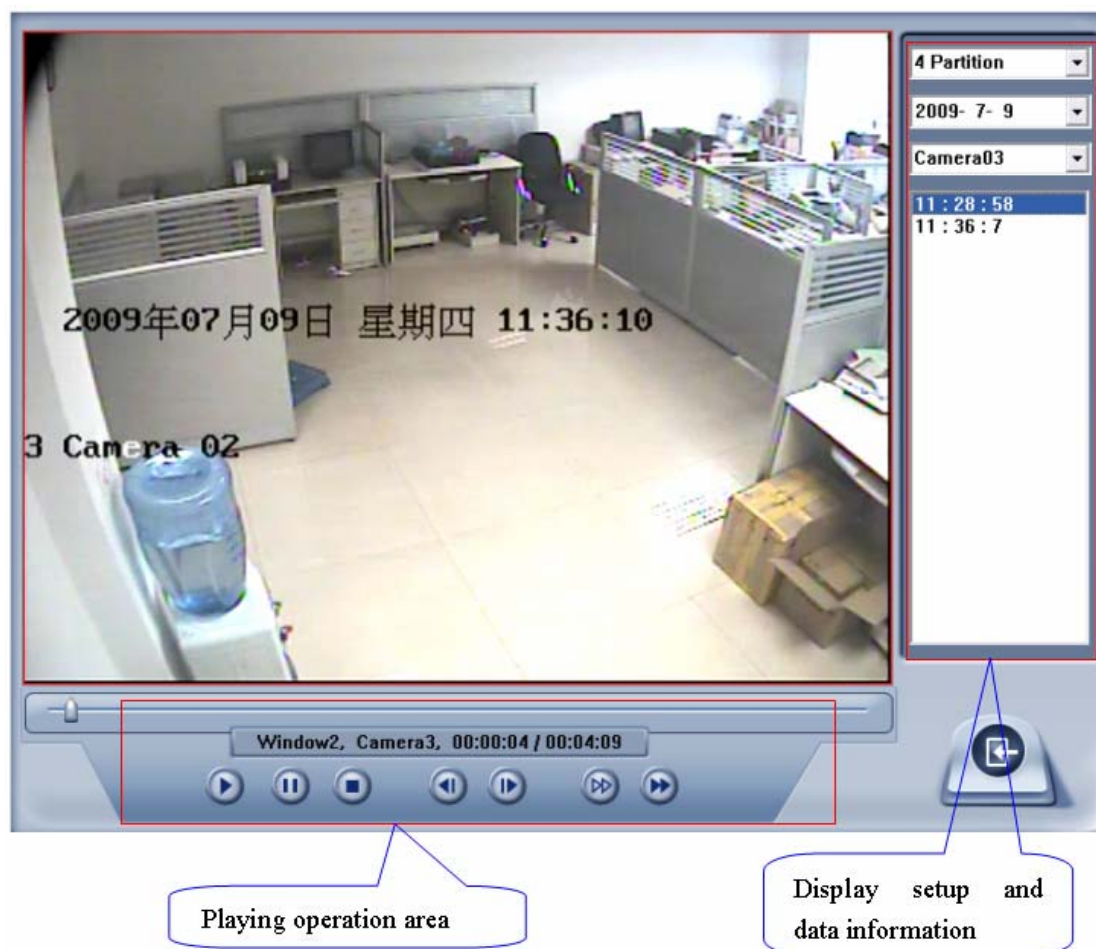 4 Partition
2009- 7- 9
Camera03
11 : 28 : 58
11 : 36 : 7
2009年07月09日 星期四 11:36:10
3 Camera 02
Window2, Camera3, 00:00:04 / 00:04:09
Playing operation area
Display setup and
data information